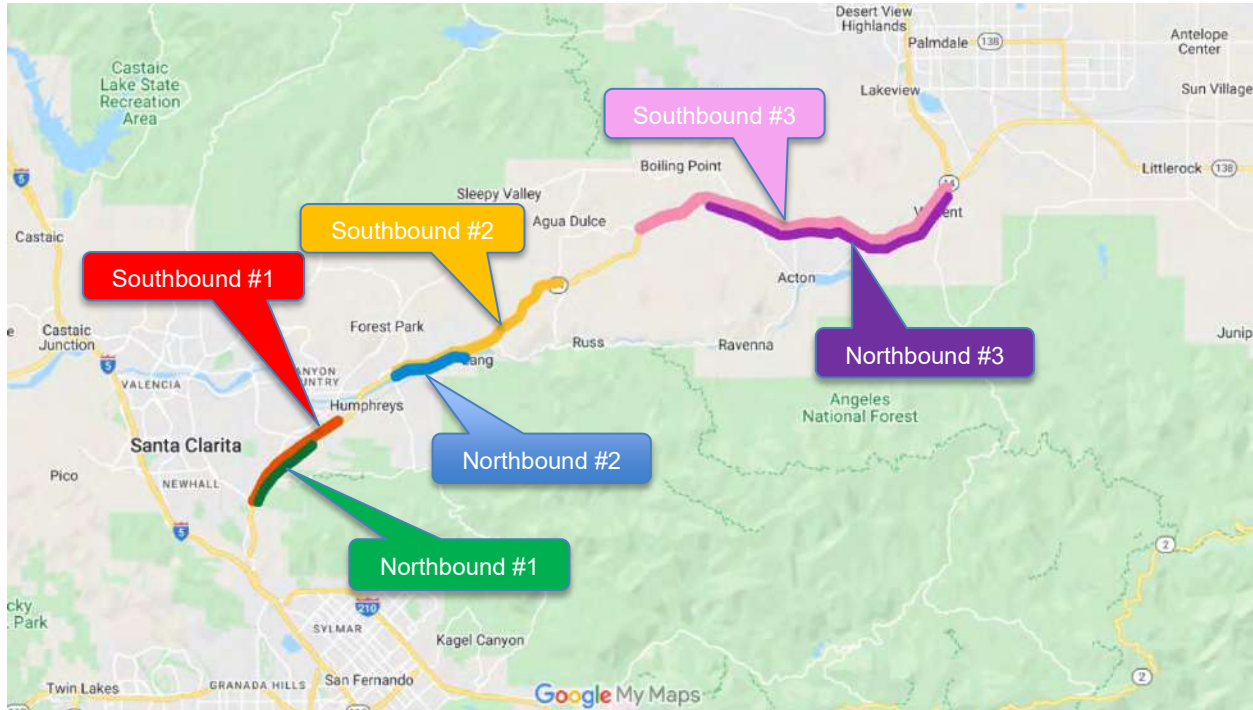 Desert View
Highlands
Palmdale
138
Antelope
Center
Castaic
Lake State
Recreation
Area
Lakeview
Sun Village
Southbound #3
Boiling Point
Littlerock
138
5
Sleepy Valley
14
Agua Dulce
Southbound #2
Castaic
Southbound #1
Acton
Forest Park
Castaic
Junction
5
Lang
Russ
Ravenna
Northbound #3
Junip
VALENCIA
Humphreys
Angeles
National Forest
Santa Clarita
Northbound #2
Pico
NEWHALL
5
Northbound #1
2
210
SYLMAR
Kagel Canyon
Twin Lakes
GRANADA HILLS
San Fernando
2
Google My Maps